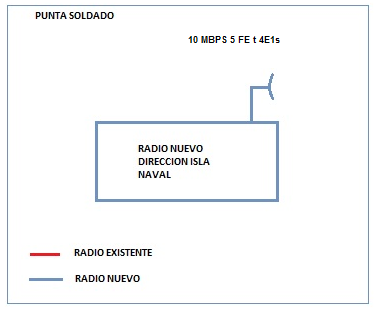 PUNTA SOLDADO
10 MBPS 5 FE t 4E1s
RADIO NUEVO
DIRECCION ISLA
NAVAL
RADIO EXISTENTE
RADIO NUEVO